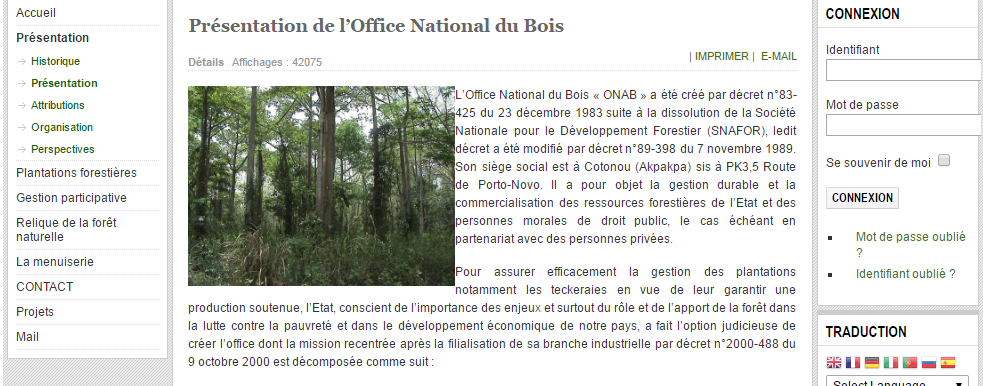 Accueil
Présentation
Historique
Présentation
Attributions
Organisation
Perspectives
Plantations forestières
Gestion participative
Relique de la forêt
naturelle
La menuiserie
CONTACT
Projets
Mail
Présentation de l'Office National du Bois
Détails Affichages : 42075
| IMPRIMER | E-MAIL
L'Office National du Bois « ONAB » a été créé par décret n°83-
425 du 23 décembre 1983 suite à la dissolution de la Société
Nationale pour le Développement Forestier (SNAFOR), ledit
décret a été modifié par décret n°89-398 du 7 novembre 1989.
Son siège social est à Cotonou (Akpakpa) sis à PK3,5 Route
de Porto-Novo. Il a pour objet la gestion durable et la
commercialisation des ressources forestières de l'Etat et des
personnes morales de droit public, le cas échéant en
partenariat avec des personnes privées.
Pour assurer efficacement la gestion des plantations
notamment les teckeraies en vue de leur garantir une
production soutenue, l'Etat, conscient de l'importance des enjeux et surtout du rôle et de l'apport de la forêt dans
la lutte contre la pauvreté et dans le développement économique de notre pays, a fait l'option judicieuse de
créer l'office dont la mission recentrée après la filialisation de sa branche industrielle par décret n°2000-488 du
9 octobre 2000 est décomposée comme suit :
CONNEXION
Identifiant
Mot de passe
Se souvenir de moi
CONNEXION
Mot de passe oublié
?
Identifiant oublié ?
TRADUCTION
Select Language